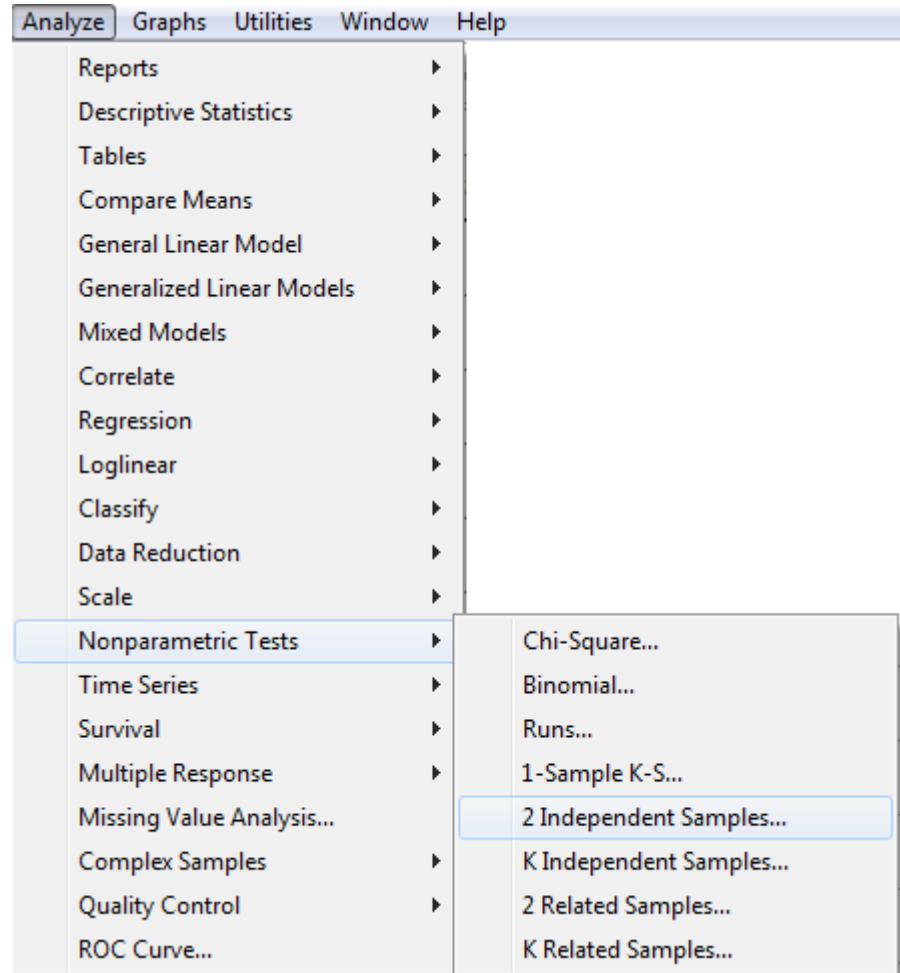 Analyze Graphs Utilities Window Help
Reports
Descriptive Statistics
Tables
Compare Means
General Linear Model
Generalized Linear Models
Mixed Models
Correlate
Regression
Loglinear
Classify
Data Reduction
Scale
Nonparametric Tests
Time Series
Survival
Multiple Response
Missing Value Analysis...
Complex Samples
Quality Control
ROC Curve...
Chi-Square...
Binomial...
Runs...
1-Sample K-S...
2 Independent Samples...
K Independent Samples...
2 Related Samples...
K Related Samples...